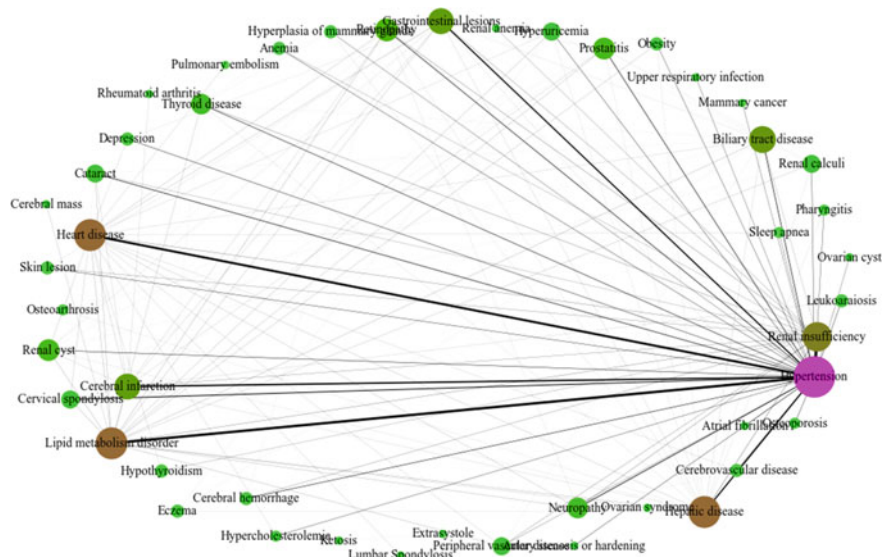 Gastrointestinal lesions
Hyperplasia of mammary glands
Renal anemia
Hyperuricemia
Anemia
Prostatitis
Obesity
Pulmonary embolism
Upper respiratory infection
Rheumatoid arthritis
Thyroid disease
Mammary cancer
Depression
Biliary tract disease
Cataract
Renal calculi
Cerebral mass
Pharyngitis
Heart disease
Sleep apnea
Skin lesion
Ovarian cyst
Osteoarthrosis
Leukoaraiosis
Renal cyst
Renal insufficiency
Cerebral infarction
Cervical spondylosis
Atrial fibrillation
Osteoporosis
Lipid metabolism disorder
Hypothyroidism
Cerebrovascular disease
Cerebral hemorrhage
Eczema
Neuropathy
Ovarian syndrome
Hepatic disease
Hypercholesterolemia
Ketosis
Extrasystole
Lumbar Spondylosis
Peripheral vascular disease
Artery stenosis or hardening